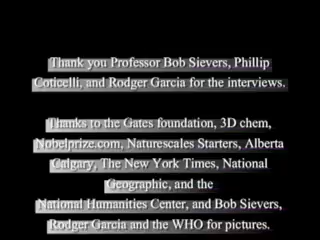 Thank you Professor Bob Sievers, Phillip
Coticelli, and Rodger Garcia for the interviews.
Thanks to the Gates foundation, 3D chem,
Nobelprize.com, Naturescales Starters, Alberta
Calgary, The New York Times, National
Geographic, and the
National Humanities Center, and Bob Sievers,
Rodger Garcia and the WHO for pictures.